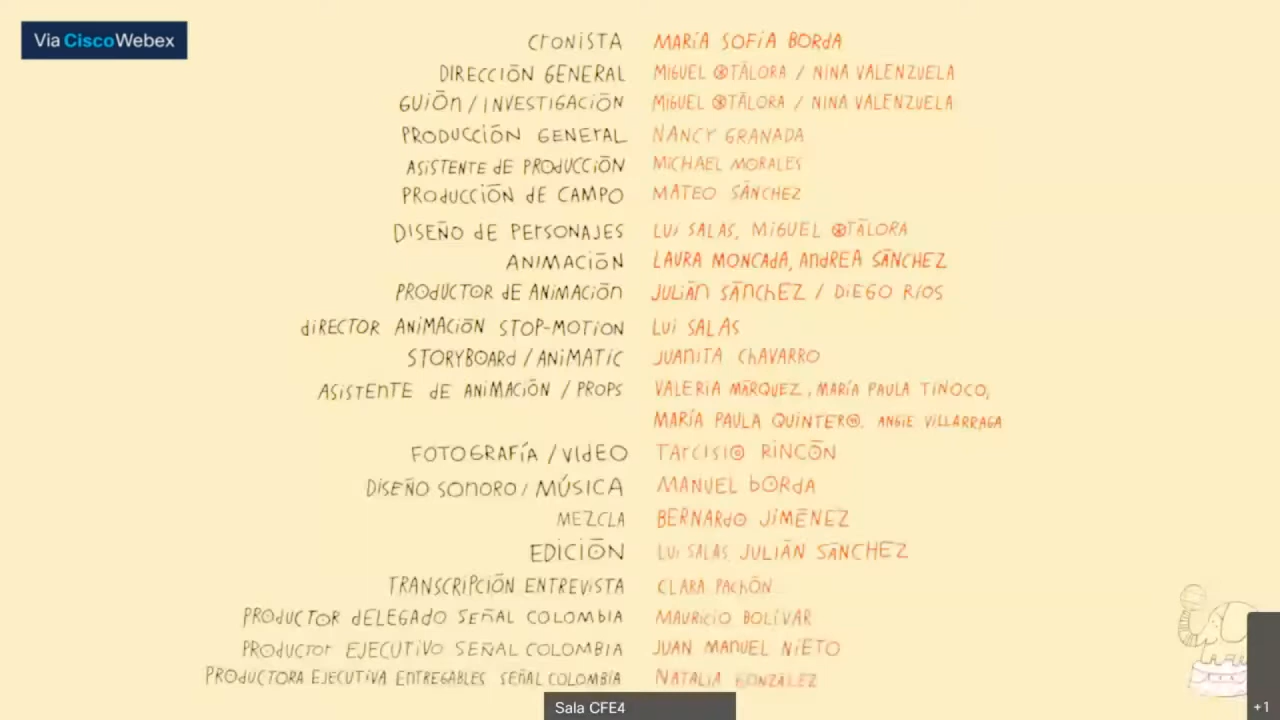 Via CiscoWebex
CRONISTA MARÍA SOFÍA BORDA
DIRECCIÓN GENERAL MIGUEL OTÁLORA / NINA VALENZUELA
GUIÓN / INVESTIGACIÓN MIGUEL OTÁLORA / NINA VALENZUELA
PRODUCCIÓN GENERAL NANCY GRANADA
ASISTENTE DE PRODUCCIÓN MICHAEL MORALES
PRODUCCIÓN DE CAMPO MATEO SÁNCHEZ
DISEÑO DE PERSONAJES LUI SALAS, MIGUEL OTÁLORA
ANIMACIÓN LAURA MONCADA, ANDREA SÁNCHEZ
PRODUCTOR DE ANIMACIÓN JULIÁN SÁNCHEZ / DIEGO RÍOS
DIRECTOR ANIMACIÓN STOP-MOTION LUI SALAS
STORYBOARD / ANIMATIC JUANITA CHAVARRO
ASISTENTE DE ANIMACIÓN / PROPS VALERIA MÁRQUEZ, MARÍA PAULA TINOCO,
MARÍA PAULA QUINTERO, ANGIE VILLARRAGA
FOTOGRAFÍA / VIDEO TARCISIO RINCÓN
DISEÑO SONORO / MÚSICA MANUEL BORDA
MEZCLA BERNARDO JIMÉNEZ
EDICIÓN LUI SALAS, JULIÁN SÁNCHEZ
TRANSCRIPCIÓN ENTREVISTA CLARA PACHÓN
PRODUCTOR DELEGADO SEÑAL COLOMBIA MAURICIO BOLÍVAR
PRODUCTOR EJECUTIVO SEÑAL COLOMBIA JUAN MANUEL NIETO
PRODUCTORA EJECUTIVA ENTREGABLES SEÑAL COLOMBIA NATALIA GONZÁLEZ
Sala CFE4
+1